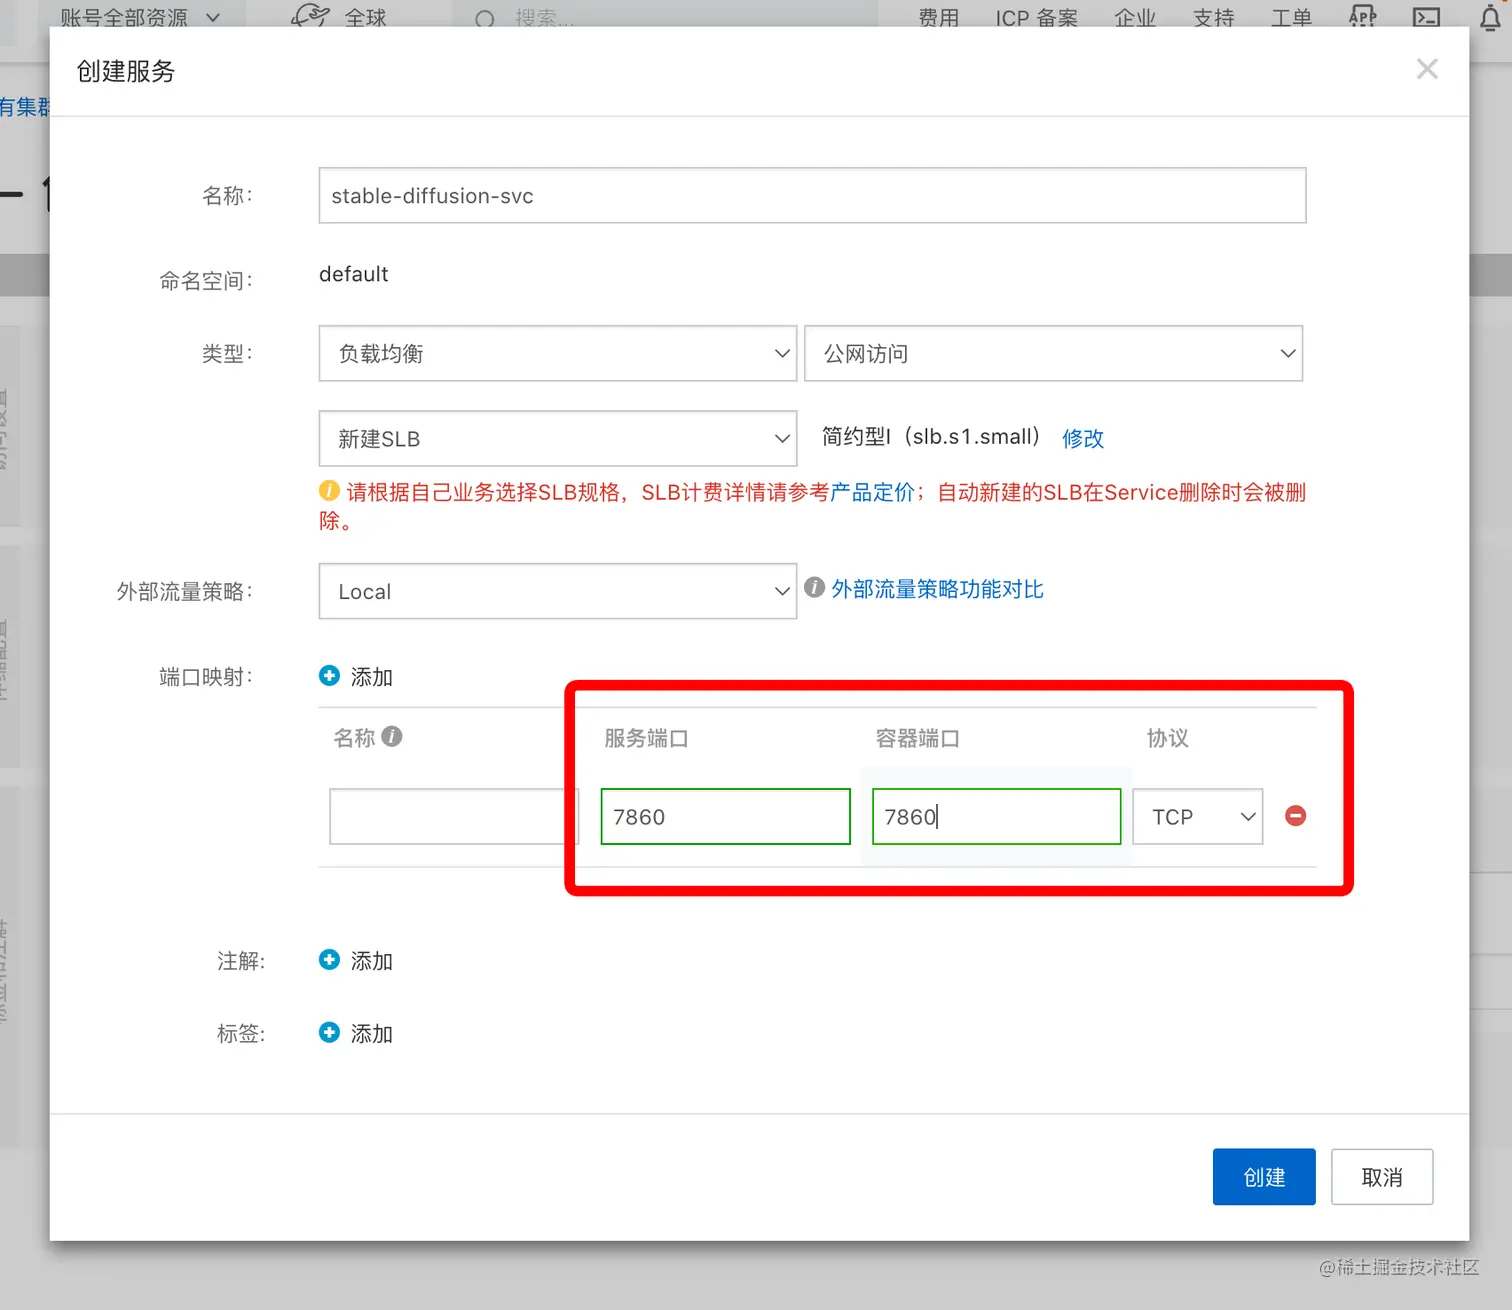 账号全部资源 全球 搜索... 费用 ICP 备案 企业 支持 工单 APP
创建服务
有集群
名称: stable-diffusion-svc
命名空间: default
类型: 负载均衡 公网访问
新建SLB 简约型I（slb.s1.small） 修改
请根据自己业务选择SLB规格，SLB计费详情请参考产品定价；自动新建的SLB在Service删除时会被删
除。
外部流量策略: Local 外部流量策略功能对比
端口映射: 添加
名称 服务端口 容器端口 协议
7860 7860 TCP
注解: 添加
标签: 添加
创建 取消
@稀土掘金技术社区